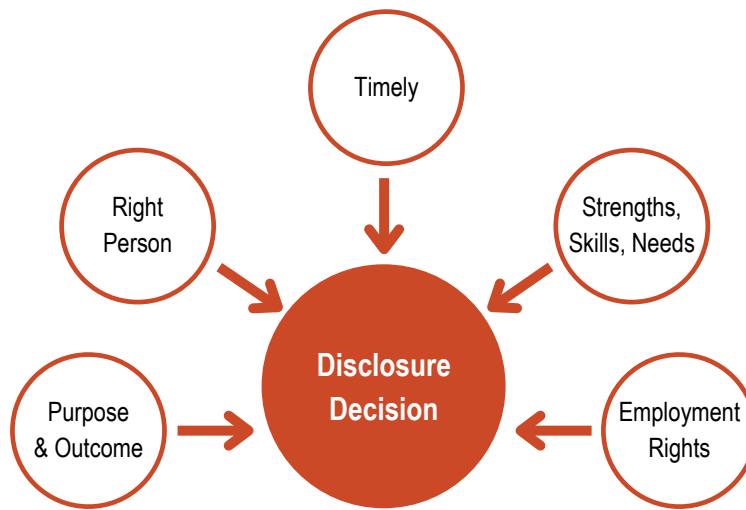 Timely
Right
Person
Strengths,
Skills, Needs
Disclosure
Decision
Purpose
& Outcome
Employment
Rights